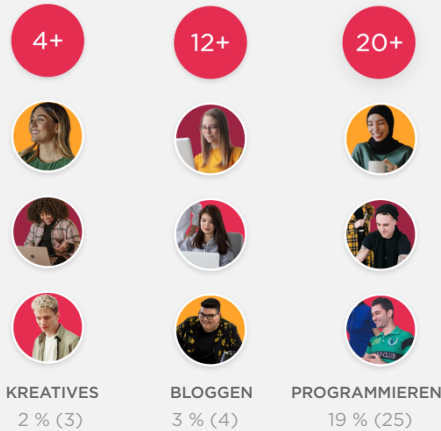 4+ 12+ 20+
KREATIVES BLOGGEN PROGRAMMIEREN
2 % (3) 3 % (4) 19 % (25)